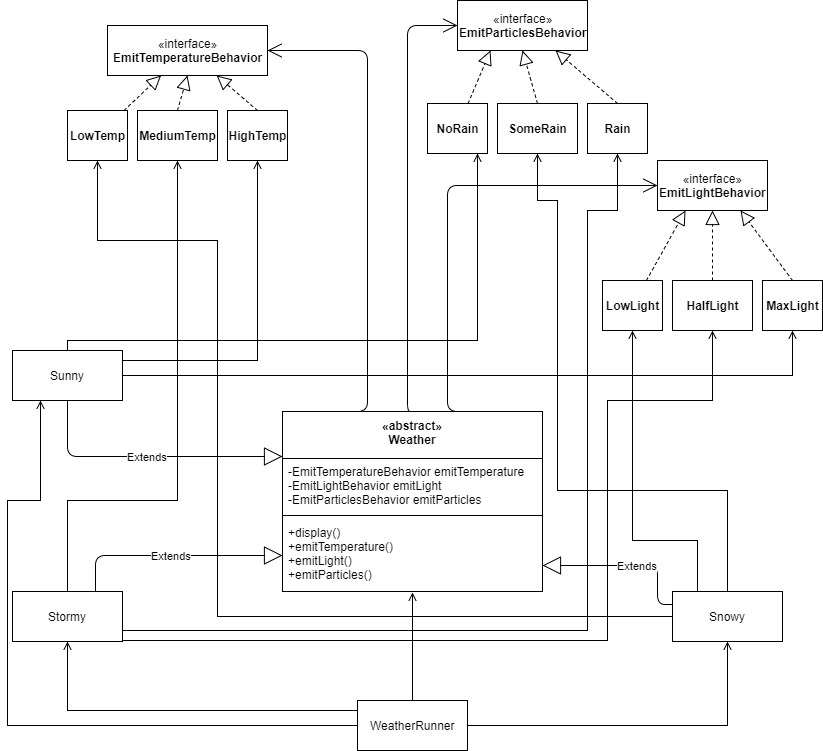 «interface»
EmitParticlesBehavior
«interface»
EmitTemperatureBehavior
LowTemp
MediumTemp
HighTemp
NoRain
SomeRain
Rain
«interface»
EmitLightBehavior
LowLight
HalfLight
MaxLight
Sunny
«abstract»
Weather
Extends
-EmitTemperatureBehavior emitTemperature
-EmitLightBehavior emitLight
-EmitParticlesBehavior emitParticles
+display()
+emitTemperature()
+emitLight()
+emitParticles()
Extends
Extends
Stormy
Snowy
WeatherRunner